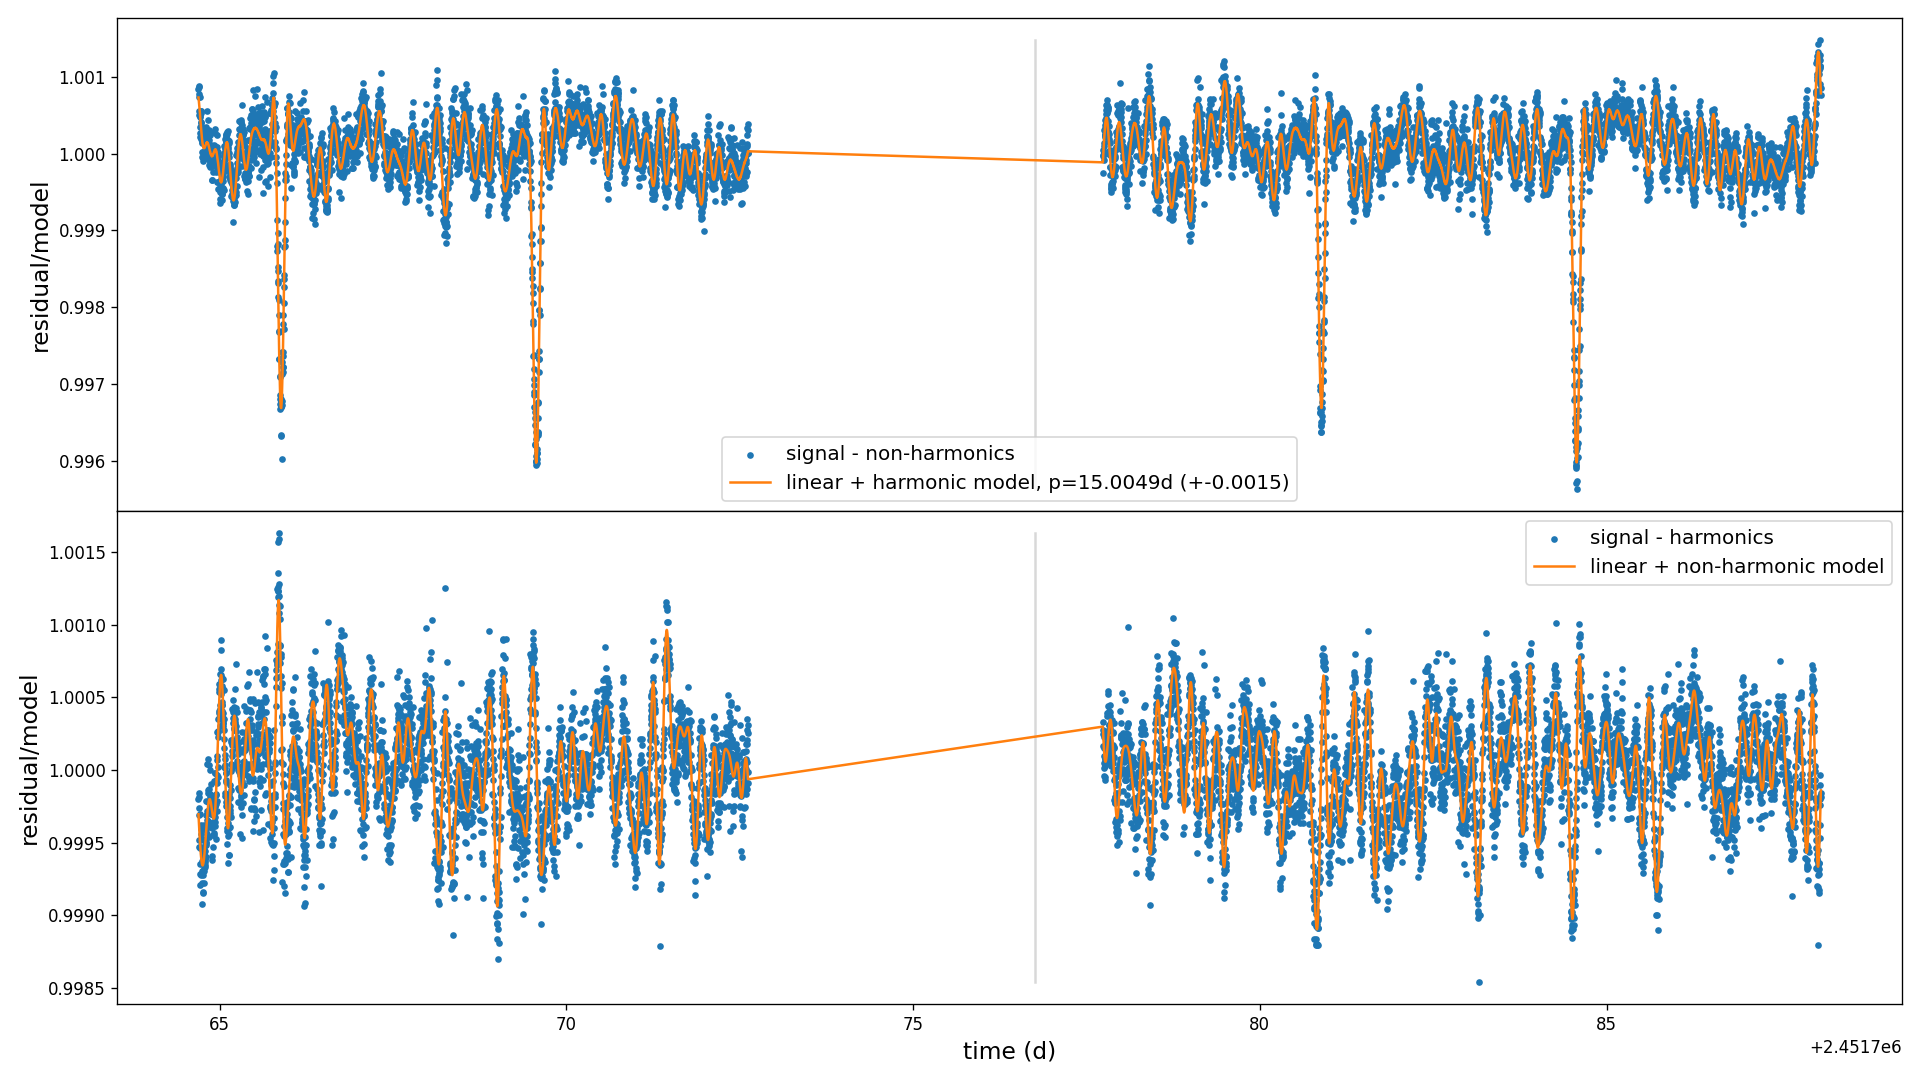 residual/model
1.001
1.000
0.999
0.998
0.997
0.996
signal - non-harmonics
linear + harmonic model, p=15.0049d (+-0.0015)
residual/model
1.0015
1.0010
1.0005
1.0000
0.9995
0.9990
0.9985
signal - harmonics
linear + non-harmonic model
65
70
75
80
85
time (d)
+2.4517e6